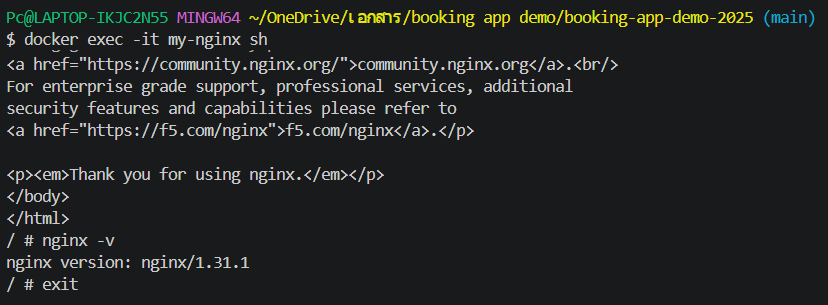 Pc@LAPTOP-IKJC2N55 MINGW64 ~/OneDrive/เอกสาร/booking app demo/booking-app-demo-2025 (main)
$ docker exec -it my-nginx sh
<a href="https://community.nginx.org/">community.nginx.org</a>.<br/>
For enterprise grade support, professional services, additional
security features and capabilities please refer to
<a href="https://f5.com/nginx">f5.com/nginx</a>.</p>

<p><em>Thank you for using nginx.</em></p>
</body>
</html>
/ # nginx -v
nginx version: nginx/1.31.1
/ # exit